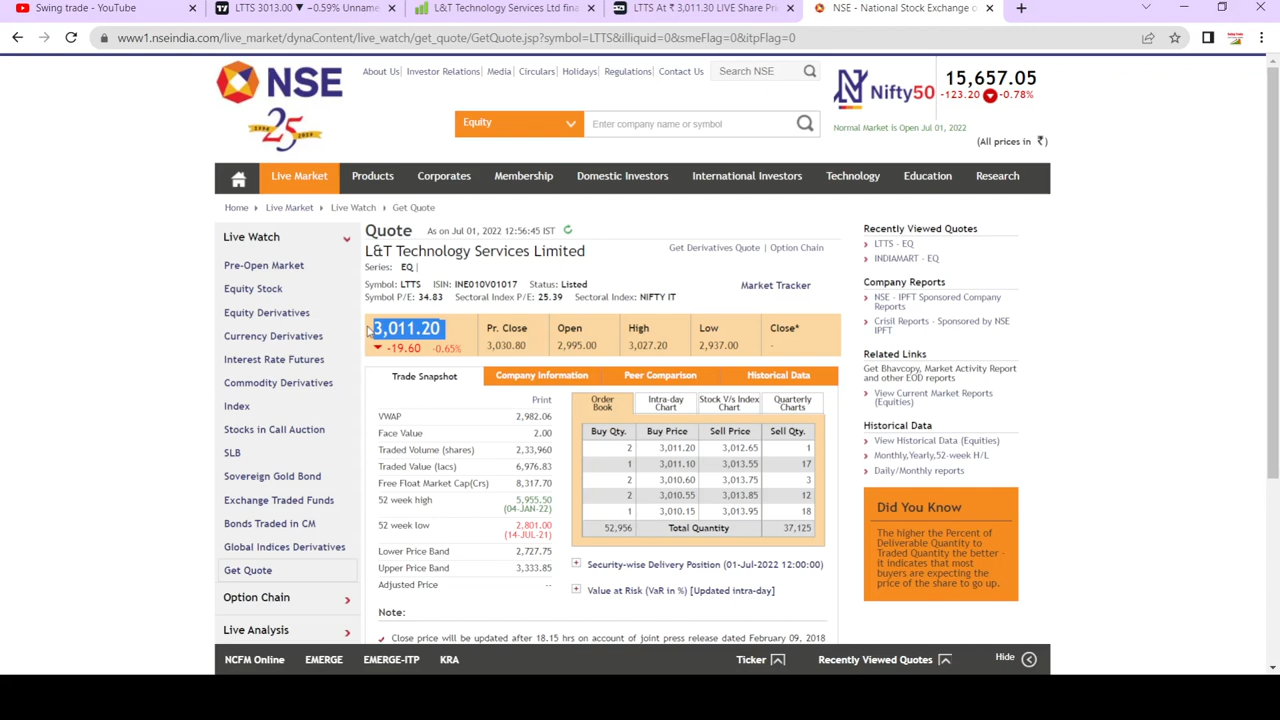 Swing trade - YouTube
LTTS 3013.00 ▼ −0.59% Unname
L&T Technology Services Ltd fina
LTTS At ₹ 3,011.30 LIVE Share Pri
NSE - National Stock Exchange o
www1.nseindia.com/live_market/dynaContent/live_watch/get_quote/GetQuote.jsp?symbol=LTTS&illiquid=0&smeFlag=0&itpFlag=0
NSE
25
About Us| Investor Relations| Media| Circulars| Holidays| Regulations| Contact Us
Search NSE
Nifty50
15,657.05
-123.20 -0.78%
Normal Market is Open Jul 01, 2022
(All prices in ₹)
Equity
Enter company name or symbol
Live Market Products Corporates Membership Domestic Investors International Investors Technology Education Research
Home Live Market Live Watch Get Quote
Live Watch
Pre-Open Market
Equity Stock
Equity Derivatives
Currency Derivatives
Interest Rate Futures
Commodity Derivatives
Index
Stocks in Call Auction
SLB
Sovereign Gold Bond
Exchange Traded Funds
Bonds Traded in CM
Global Indices Derivatives
Get Quote
Option Chain
Live Analysis
Quote As on Jul 01, 2022 12:56:45 IST
L&T Technology Services Limited
Get Derivatives Quote | Option Chain
Series: EQ |
Symbol: LTTS ISIN: INE010V01017 Status: Listed
Market Tracker
Symbol P/E: 34.83 Sectoral Index P/E: 25.39 Sectoral Index: NIFTY IT
3,011.20 Pr. Close Open High Low Close*
-19.60 -0.65% 3,030.80 2,995.00 3,027.20 2,937.00 -
Trade Snapshot Company Information Peer Comparison Historical Data
Print
VWAP 2,982.06
Face Value 2.00
Traded Volume (shares) 2,33,960
Traded Value (lacs) 6,976.83
Free Float Market Cap(Crs) 8,317.70
52 week high 5,955.50
(04-JAN-22)
52 week low 2,801.00
(14-JUL-21)
Lower Price Band 2,727.75
Upper Price Band 3,333.85
Adjusted Price --
Order Book Intra-day Chart Stock V/s Index Chart Quarterly Charts
Buy Qty. Buy Price Sell Price Sell Qty.
2 3,011.20 3,012.65 1
1 3,011.10 3,013.55 17
2 3,010.60 3,013.75 3
2 3,010.55 3,013.85 12
1 3,010.15 3,013.95 18
52,956 Total Quantity 37,125
Security-wise Delivery Position (01-Jul-2022 12:00:00)
Value at Risk (VaR in %) [Updated intra-day]
Note:
Close price will be updated after 18.15 hrs on account of joint press release dated February 09, 2018
Recently Viewed Quotes
LTTS - EQ
INDIAMART - EQ
Company Reports
NSE - IPFT Sponsored Company
Reports
Crisil Reports - Sponsored by NSE
IPFT
Related Links
Get Bhavcopy, Market Activity Report
and other EOD reports
View Current Market Reports
(Equities)
Historical Data
View Historical Data (Equities)
Monthly,Yearly,52-week H/L
Daily/Monthly reports
Did You Know
The higher the Percent of
Deliverable Quantity to
Traded Quantity the better -
it indicates that most
buyers are expecting the
price of the share to go up.
NCFM Online EMERGE EMERGE-ITP KRA
Ticker Recently Viewed Quotes Hide